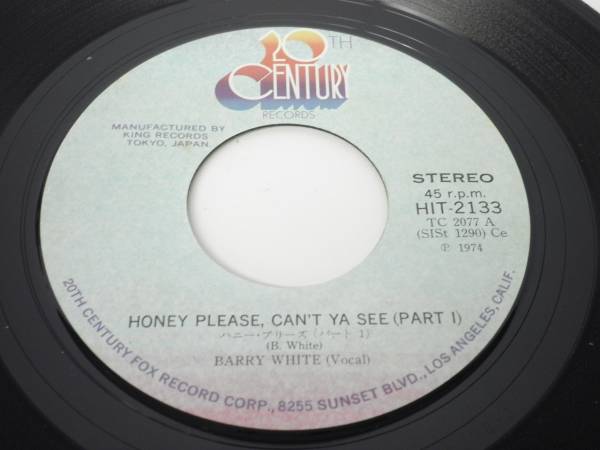 20TH
CENTURY
RECORDS
MANUFACTURED BY
KING RECORDS
TOKYO, JAPAN.
STEREO
45 r.p.m.
HIT-2133
TC 2077 A
(SISt 1290) Ce
℗ 1974
HONEY PLEASE, CAN'T YA SEE (PART I)
ハニー・プリーズ (パート 1)
(B. White)
BARRY WHITE (Vocal)
20TH CENTURY FOX RECORD CORP., 8255 SUNSET BLVD., LOS ANGELES, CALIF.